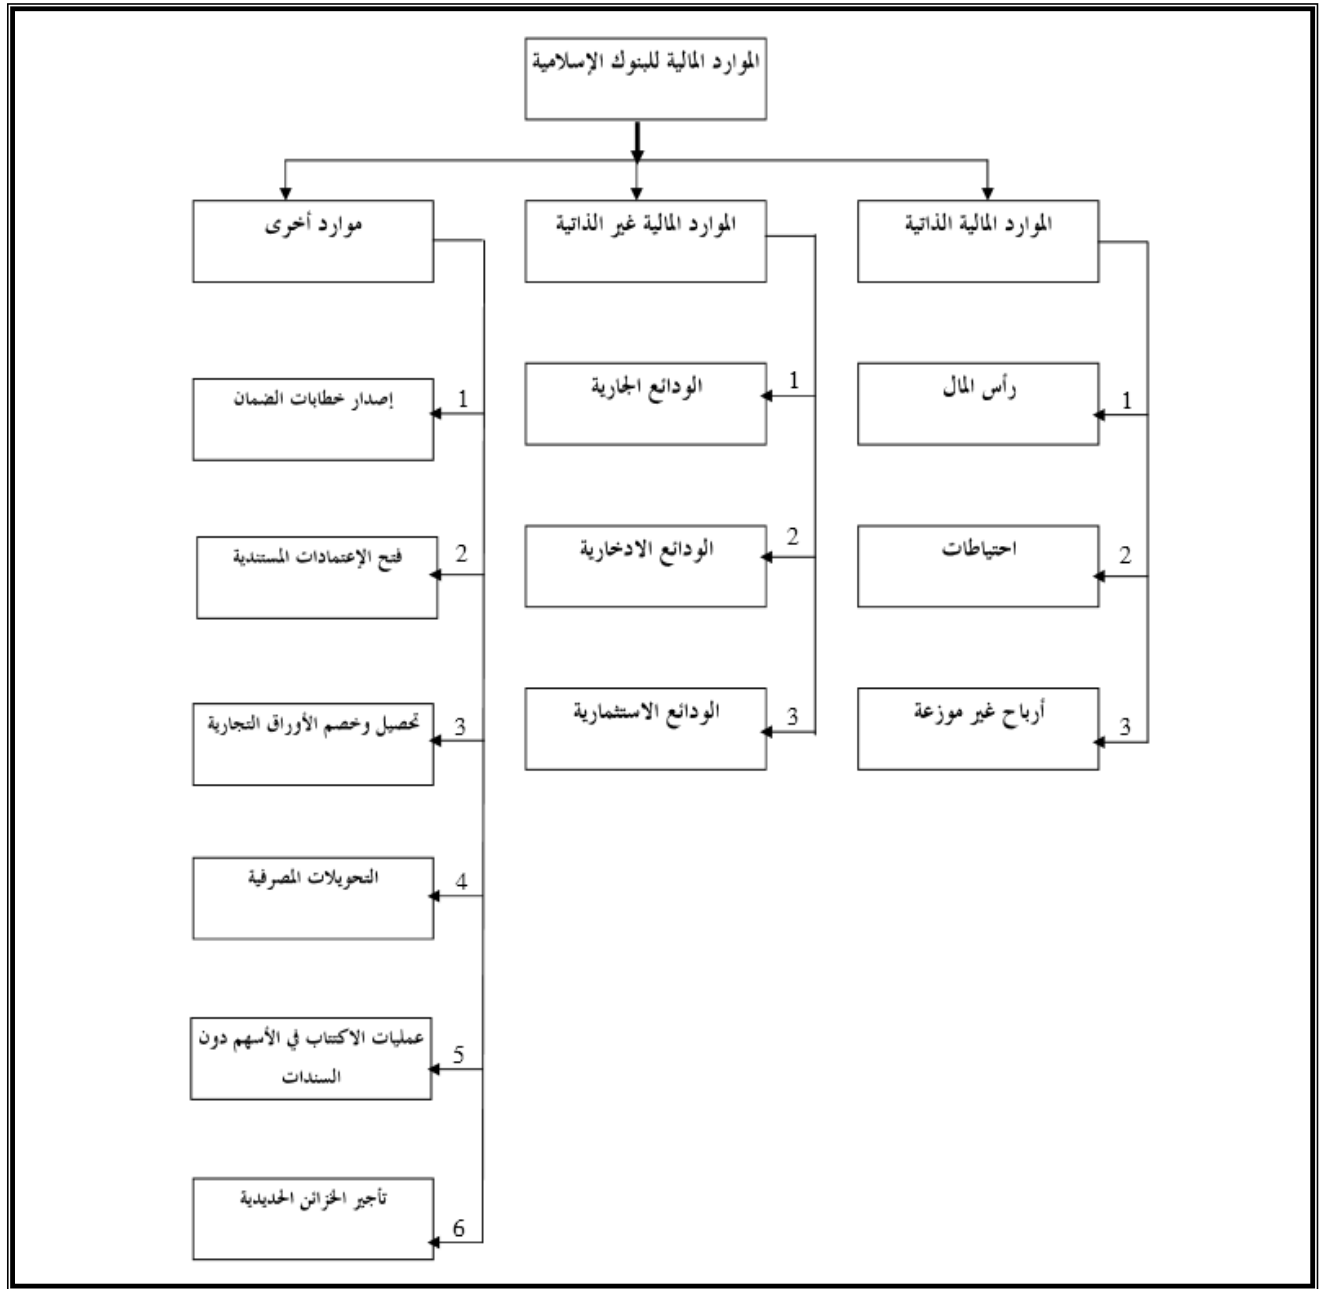 الموارد المالية للبنوك الإسلامية
الموارد المالية الذاتية
1
رأس المال
2
احتياطات
3
أرباح غير موزعة
الموارد المالية غير الذاتية
1
الودائع الجارية
2
الودائع الادخارية
3
الودائع الاستثمارية
موارد أخرى
1
إصدار خطابات الضمان
2
فتح الإعتمادات المستندية
3
تحصيل وخصم الأوراق التجارية
4
التحويلات المصرفية
5
عمليات الاكتتاب في الأسهم دون
السندات
6
تأجير الخزائن الحديدية